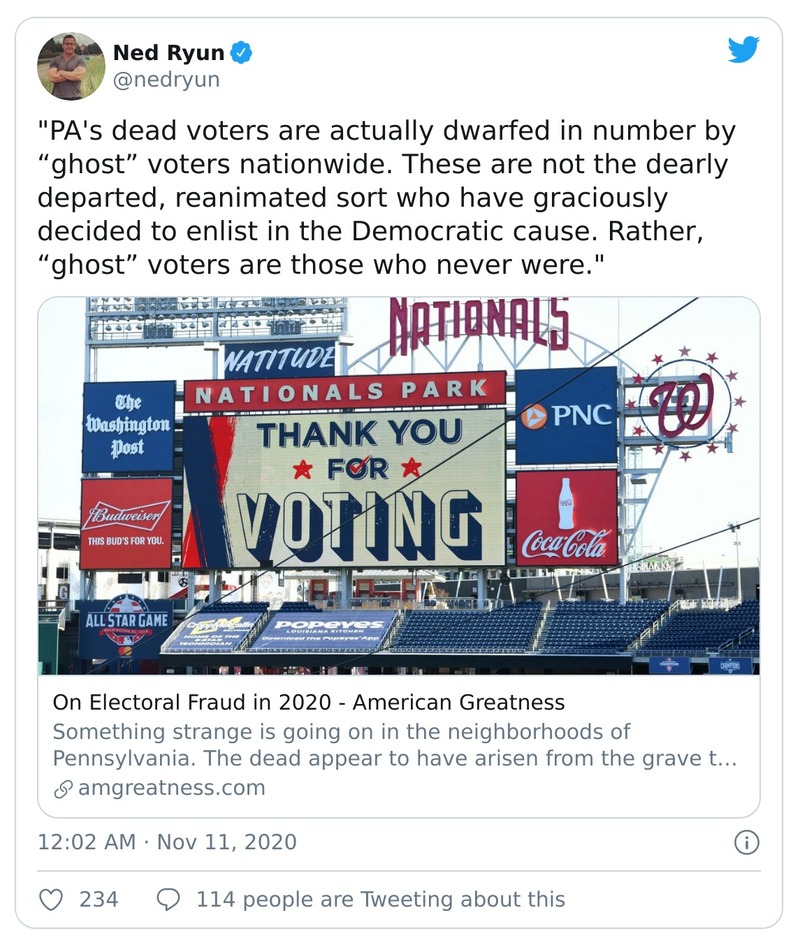 Ned Ryun
@nedryun
"PA's dead voters are actually dwarfed in number by
“ghost” voters nationwide. These are not the dearly
departed, reanimated sort who have graciously
decided to enlist in the Democratic cause. Rather,
“ghost” voters are those who never were."
NATIONALS
NATITUDE
NATIONALS PARK
The
Washington
Post
THANK YOU
FOR
VOTING
PNC
W
Budweiser
THIS BUD'S FOR YOU.
Coca-Cola
ALL STAR GAME
POPEYES
LOUISIANA KITCHEN
Download the Popeyes App
HOME OF THE
On Electoral Fraud in 2020 - American Greatness
Something strange is going on in the neighborhoods of
Pennsylvania. The dead appear to have arisen from the grave t…
amgreatness.com
12:02 AM · Nov 11, 2020
234
114 people are Tweeting about this